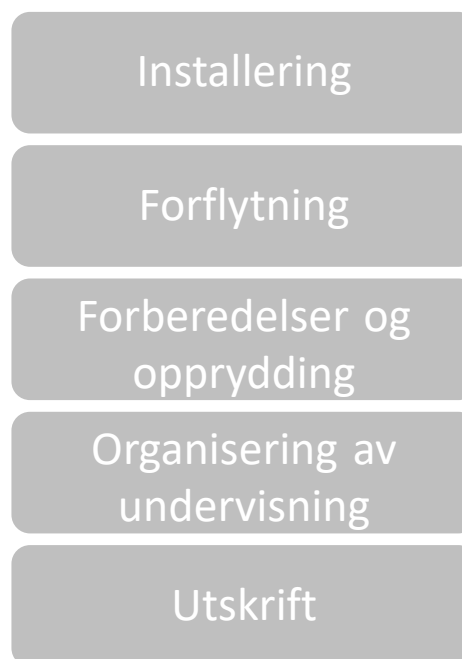 Installering
Forflytning
Forberedelser og
opprydding
Organisering av
undervisning
Utskrift